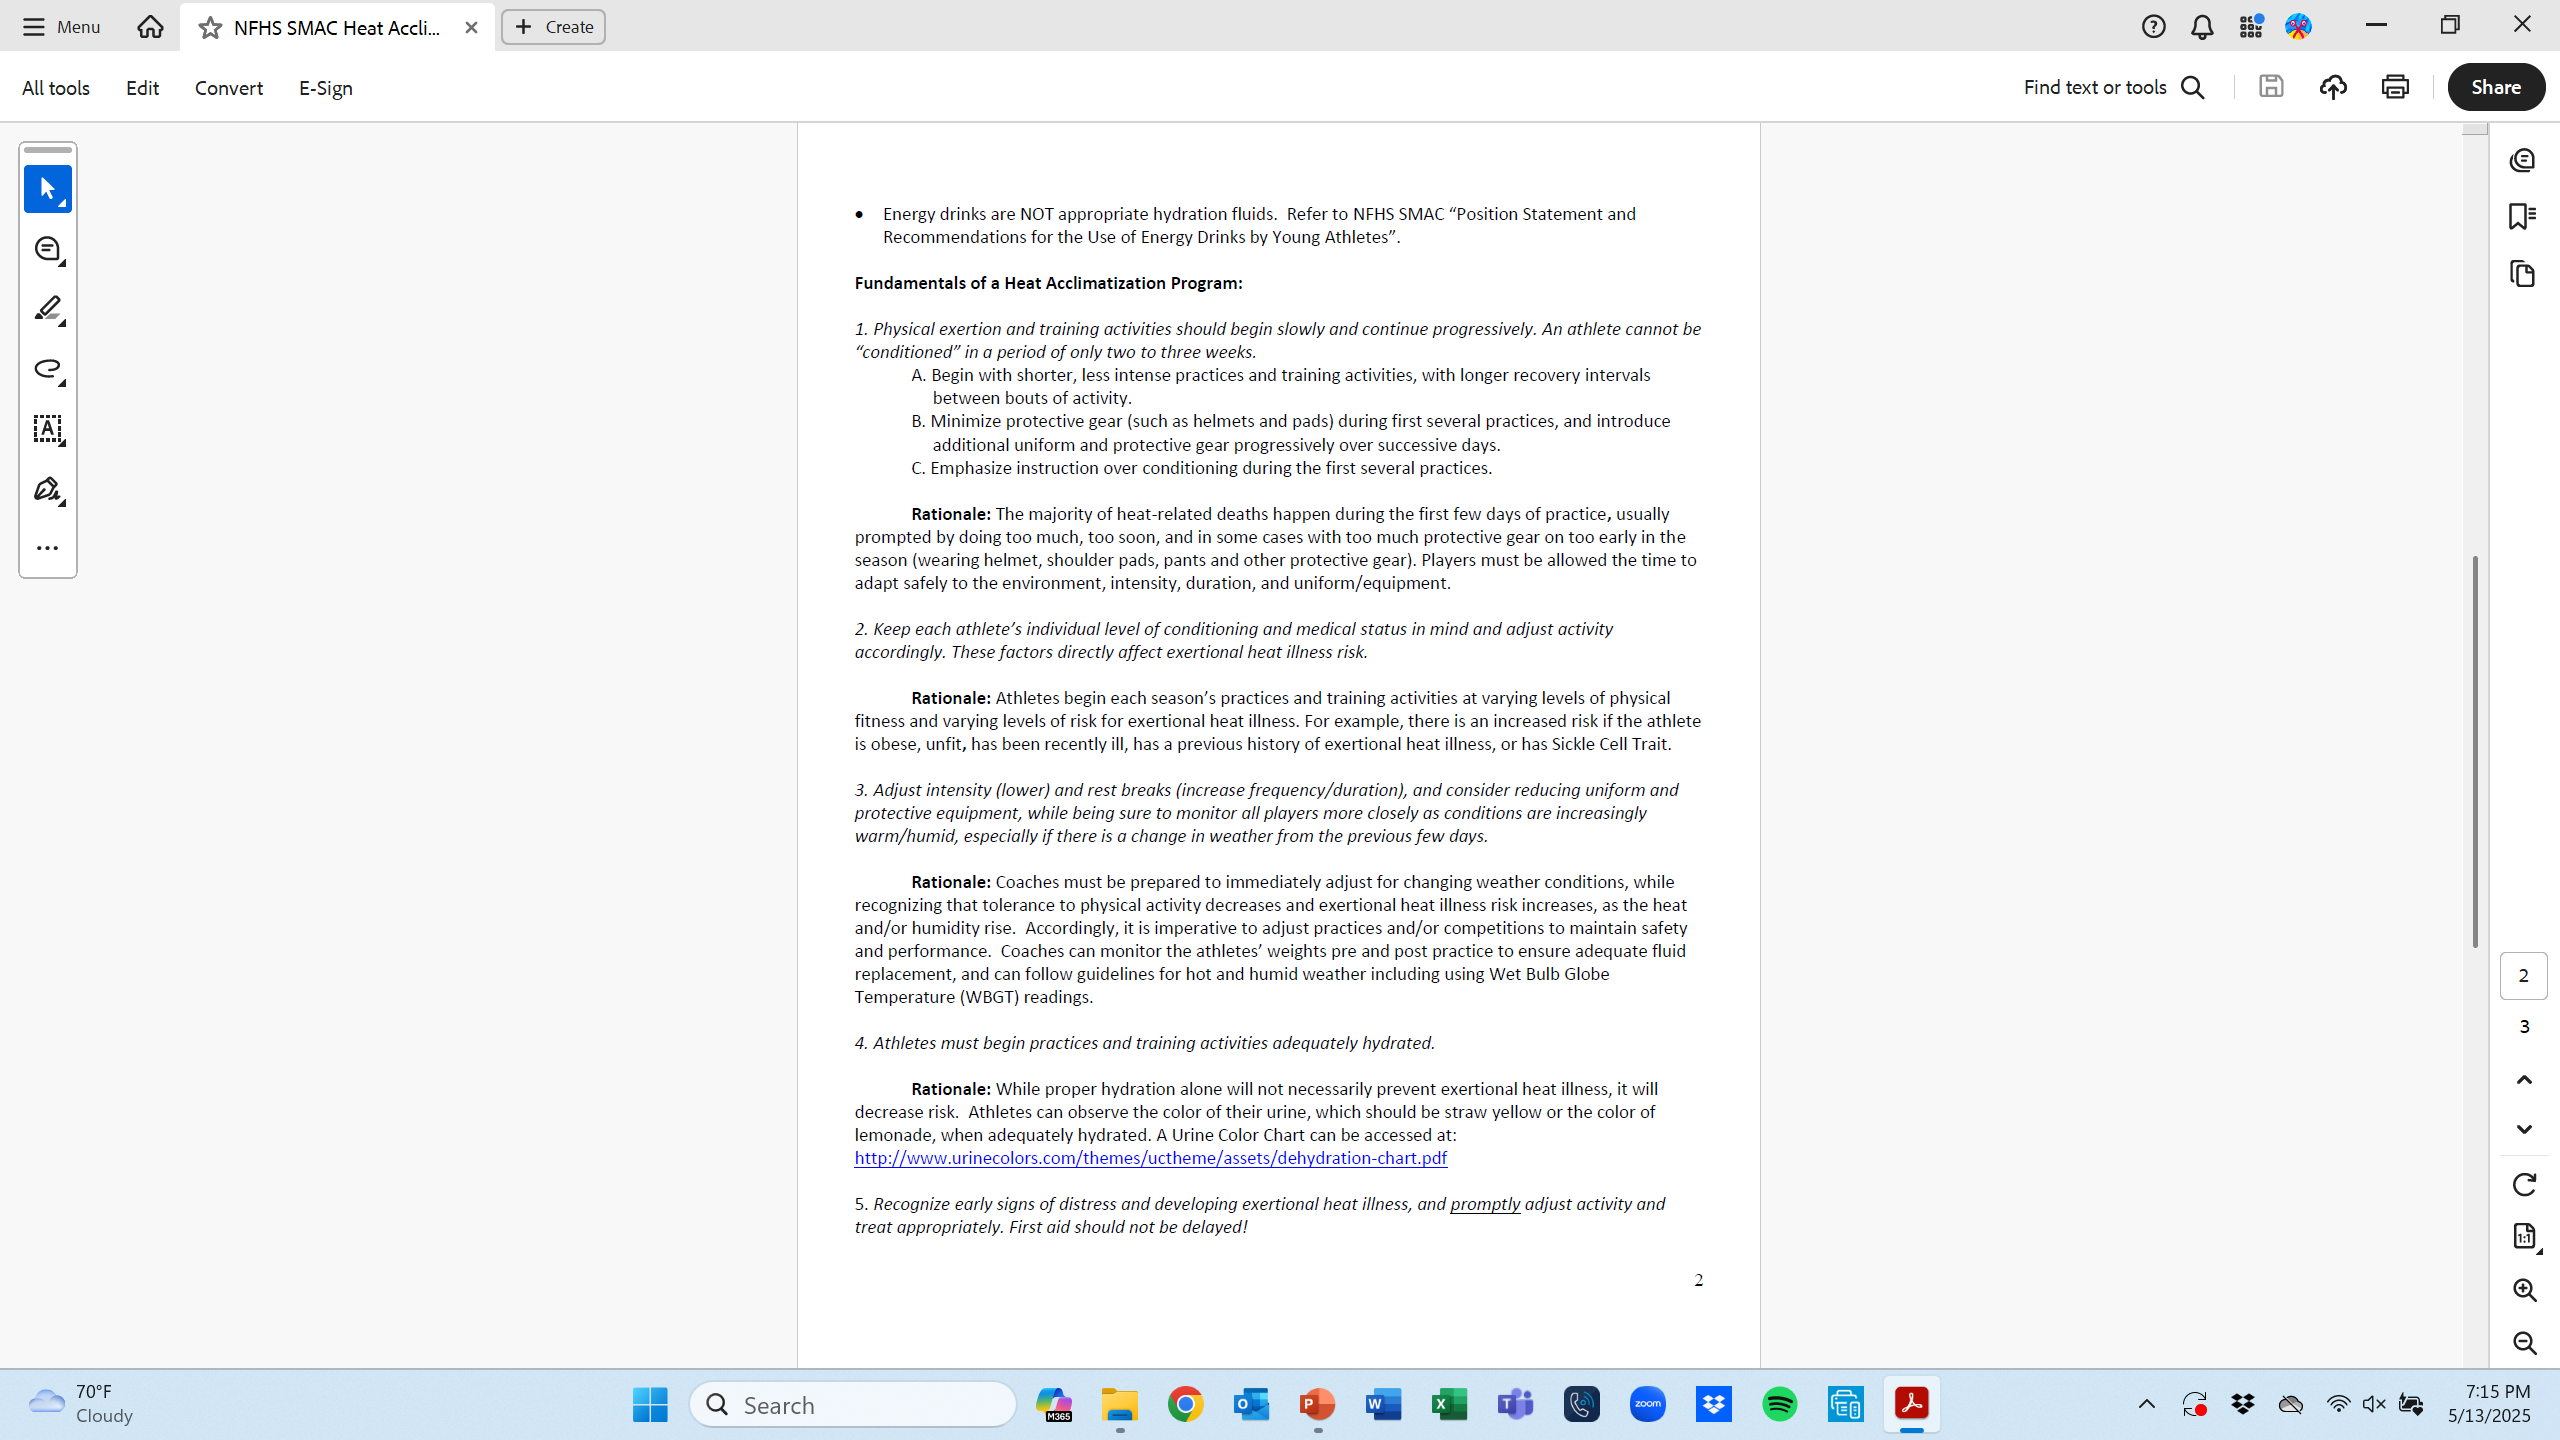 Menu
NFHS SMAC Heat Accli...
Create
All tools
Edit
Convert
E-Sign
Find text or tools
Share
• Energy drinks are NOT appropriate hydration fluids.  Refer to NFHS SMAC “Position Statement and
Recommendations for the Use of Energy Drinks by Young Athletes”.
Fundamentals of a Heat Acclimatization Program:
1. Physical exertion and training activities should begin slowly and continue progressively. An athlete cannot be
“conditioned” in a period of only two to three weeks.
A. Begin with shorter, less intense practices and training activities, with longer recovery intervals
between bouts of activity.
B. Minimize protective gear (such as helmets and pads) during first several practices, and introduce
additional uniform and protective gear progressively over successive days.
C. Emphasize instruction over conditioning during the first several practices.
Rationale: The majority of heat-related deaths happen during the first few days of practice, usually
prompted by doing too much, too soon, and in some cases with too much protective gear on too early in the
season (wearing helmet, shoulder pads, pants and other protective gear). Players must be allowed the time to
adapt safely to the environment, intensity, duration, and uniform/equipment.
2. Keep each athlete’s individual level of conditioning and medical status in mind and adjust activity
accordingly. These factors directly affect exertional heat illness risk.
Rationale: Athletes begin each season’s practices and training activities at varying levels of physical
fitness and varying levels of risk for exertional heat illness. For example, there is an increased risk if the athlete
is obese, unfit, has been recently ill, has a previous history of exertional heat illness, or has Sickle Cell Trait.
3. Adjust intensity (lower) and rest breaks (increase frequency/duration), and consider reducing uniform and
protective equipment, while being sure to monitor all players more closely as conditions are increasingly
warm/humid, especially if there is a change in weather from the previous few days.
Rationale: Coaches must be prepared to immediately adjust for changing weather conditions, while
recognizing that tolerance to physical activity decreases and exertional heat illness risk increases, as the heat
and/or humidity rise.  Accordingly, it is imperative to adjust practices and/or competitions to maintain safety
and performance.  Coaches can monitor the athletes’ weights pre and post practice to ensure adequate fluid
replacement, and can follow guidelines for hot and humid weather including using Wet Bulb Globe
Temperature (WBGT) readings.
4. Athletes must begin practices and training activities adequately hydrated.
Rationale: While proper hydration alone will not necessarily prevent exertional heat illness, it will
decrease risk.  Athletes can observe the color of their urine, which should be straw yellow or the color of
lemonade, when adequately hydrated. A Urine Color Chart can be accessed at:
http://www.urinecolors.com/themes/uctheme/assets/dehydration-chart.pdf
5. Recognize early signs of distress and developing exertional heat illness, and promptly adjust activity and
treat appropriately. First aid should not be delayed!
2
2
3
1:1
70°F
Cloudy
Search
M365
zoom
7:15 PM
5/13/2025